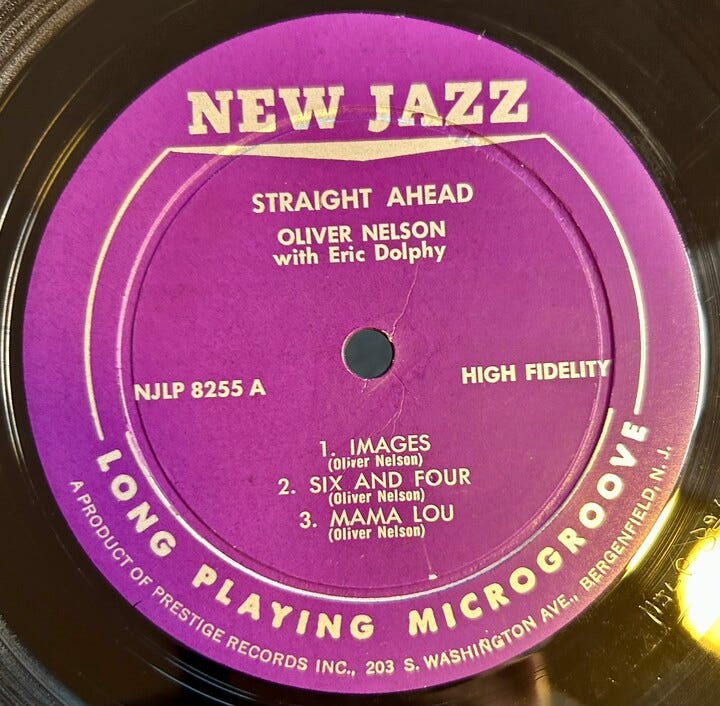 NEW JAZZ
STRAIGHT AHEAD
OLIVER NELSON
with Eric Dolphy
NJLP 8255 A
HIGH FIDELITY
1. IMAGES
(Oliver Nelson)
2. SIX AND FOUR
(Oliver Nelson)
3. MAMA LOU
(Oliver Nelson)
LONG PLAYING MICROGROOVE
A PRODUCT OF PRESTIGE RECORDS INC., 203 S. WASHINGTON AVE., BERGENFIELD, N. J.